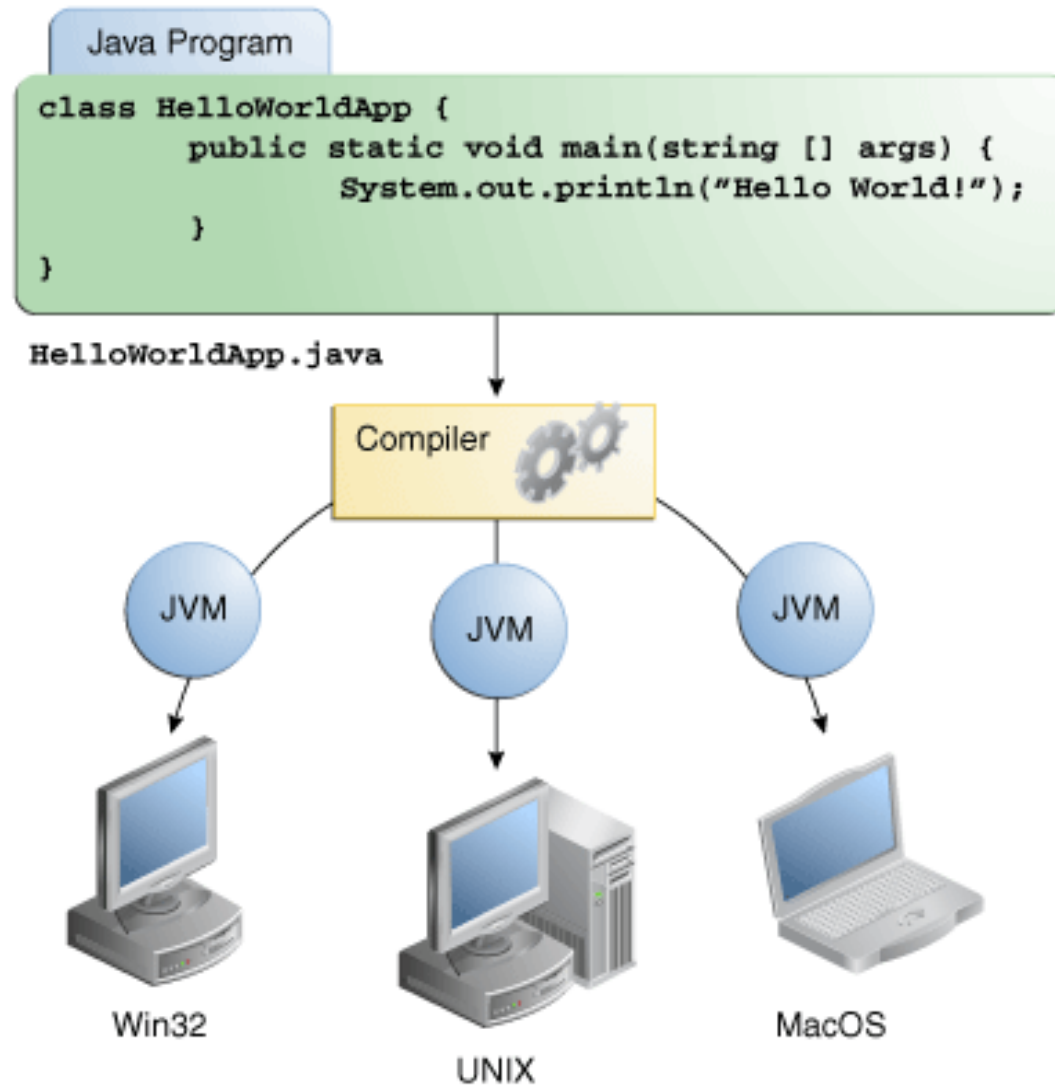 Java Program
class HelloWorldApp {
public static void main(string [] args) {
System.out.println(”Hello World!”);
}
}
HelloWorldApp.java
Compiler
JVM
JVM
JVM
Win32
UNIX
MacOS